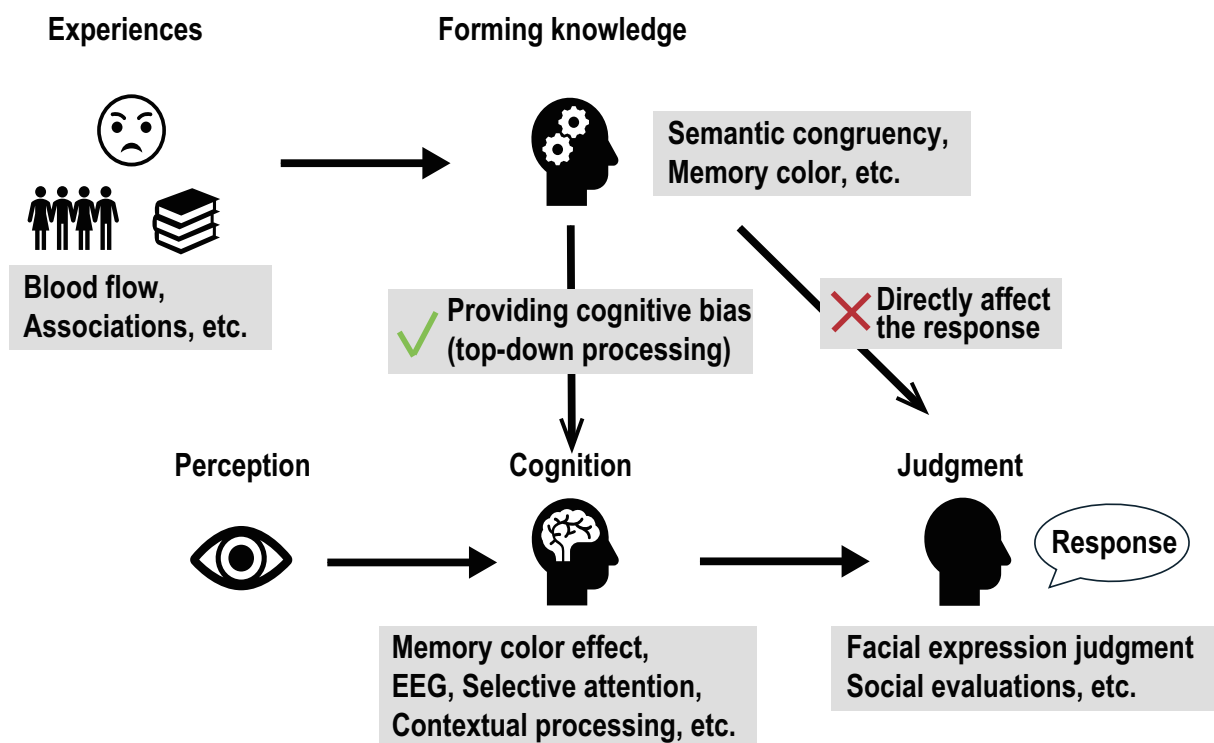 Experiences
Forming knowledge
Semantic congruency,
Memory color, etc.
Blood flow,
Associations, etc.
Providing cognitive bias
(top-down processing)
Directly affect
the response
Perception
Cognition
Judgment
Response
Memory color effect,
EEG, Selective attention,
Contextual processing, etc.
Facial expression judgment
Social evaluations, etc.